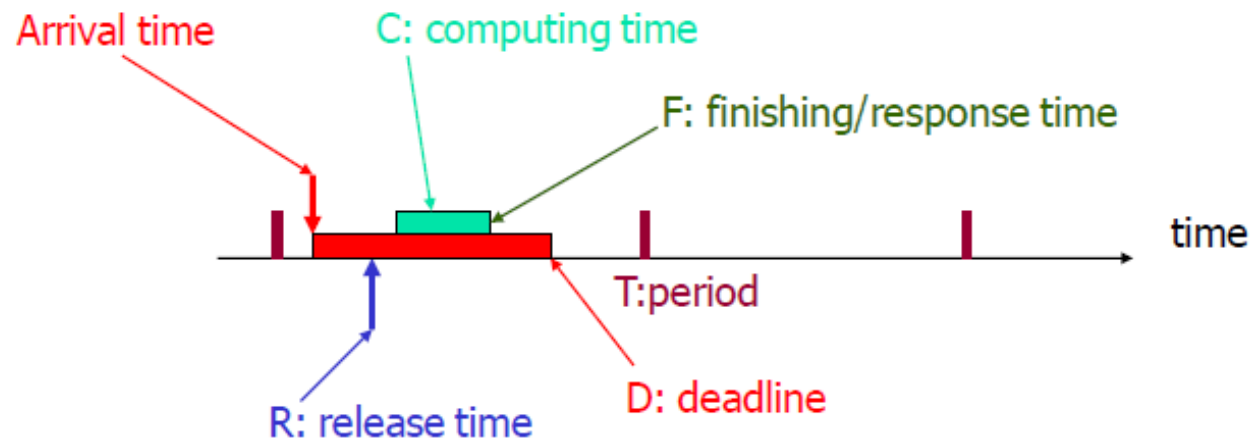 Arrival time
C: computing time
F: finishing/response time
time
T:period
D: deadline
R: release time